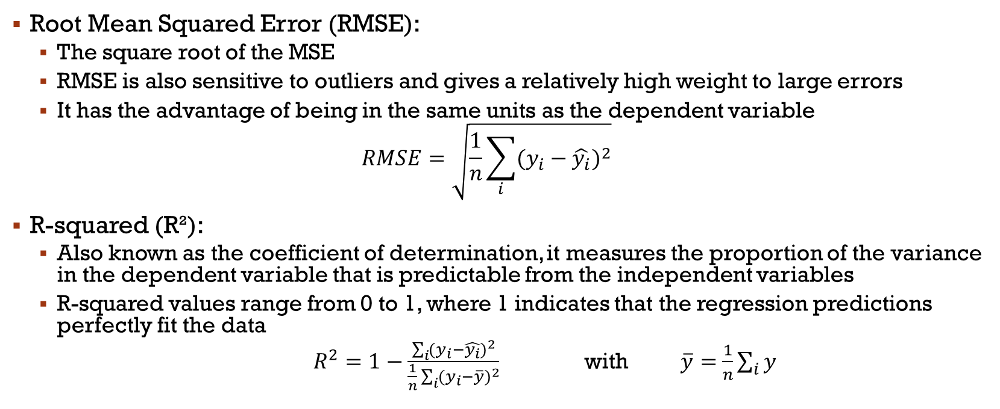 ▪ Root Mean Squared Error (RMSE):
▪ The square root of the MSE
▪ RMSE is also sensitive to outliers and gives a relatively high weight to large errors
▪ It has the advantage of being in the same units as the dependent variable
$RMSE = \sqrt{\frac{1}{n}\sum_{i}(y_i - \widehat{y_i})^2}$
▪ R-squared (R²):
▪ Also known as the coefficient of determination, it measures the proportion of the variance
in the dependent variable that is predictable from the independent variables
▪ R-squared values range from 0 to 1, where 1 indicates that the regression predictions
perfectly fit the data
$R^2 = 1 - \frac{\sum_i(y_i-\widehat{y_i})^2}{\frac{1}{n}\sum_i(y_i-\bar{y})^2}$ with $\bar{y} = \frac{1}{n}\sum_i y$